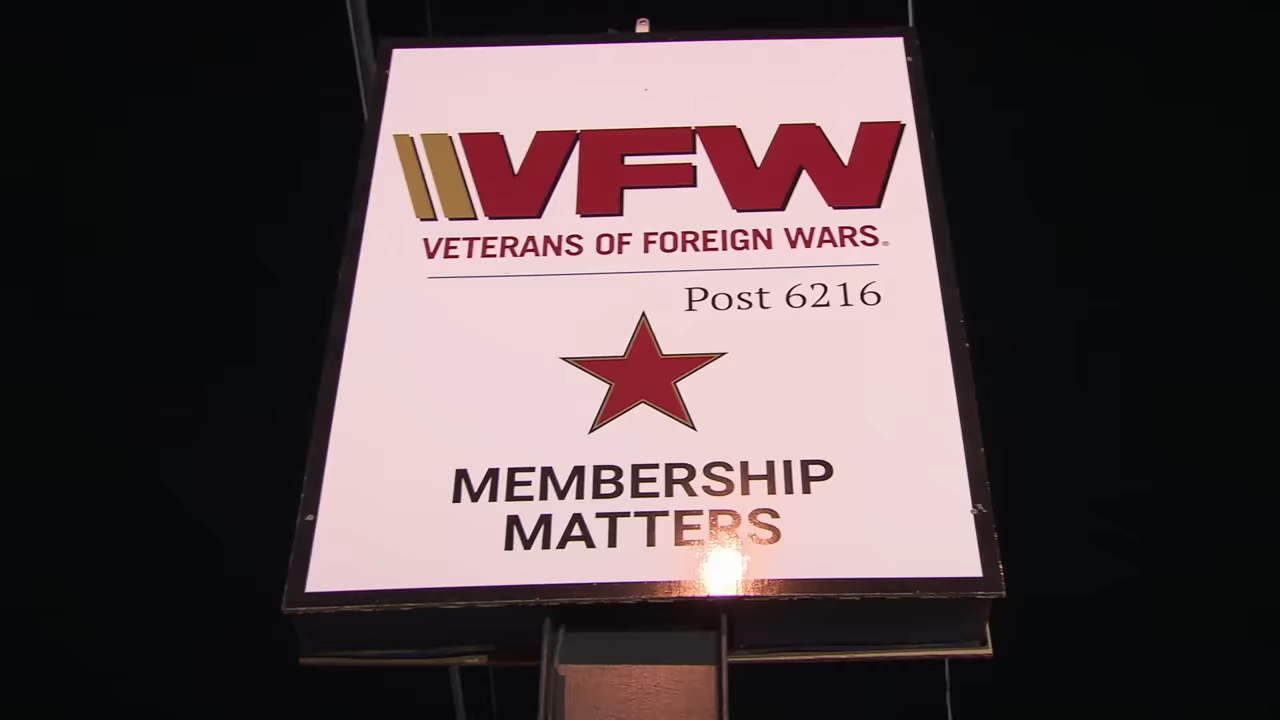 VFW
VETERANS OF FOREIGN WARS®
Post 6216
MEMBERSHIP
MATTERS